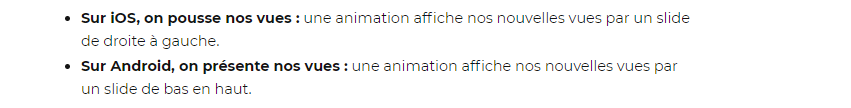 Sur iOS, on pousse nos vues : une animation affiche nos nouvelles vues par un slide
de droite à gauche.
Sur Android, on présente nos vues : une animation affiche nos nouvelles vues par
un slide de bas en haut.